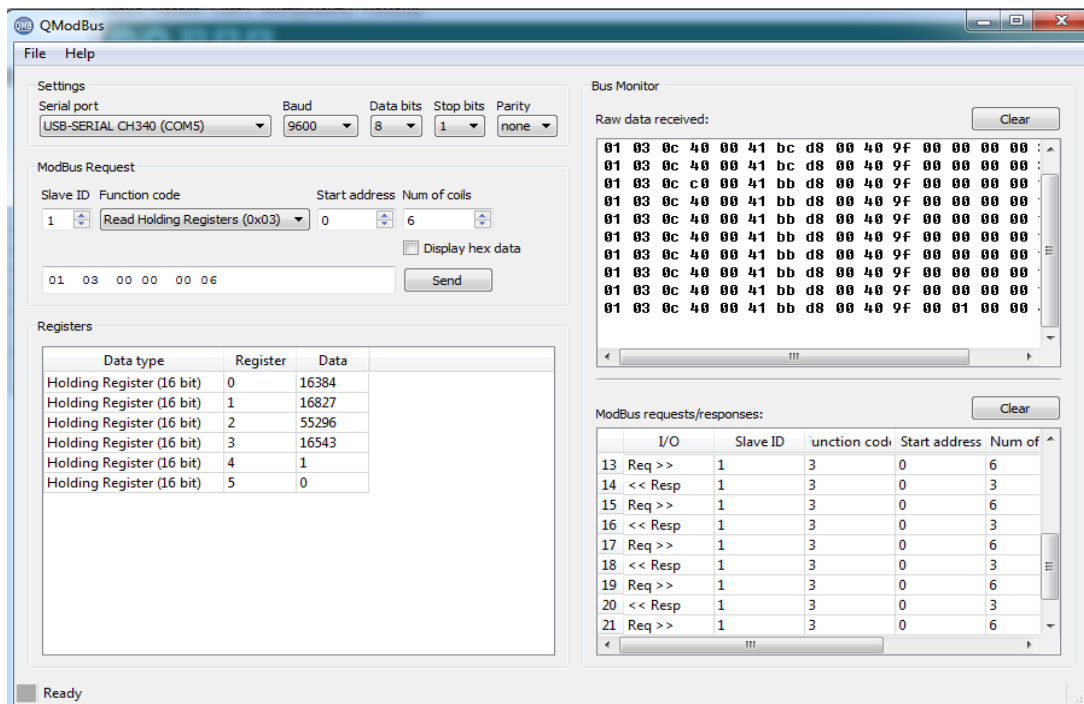 QMB QModBus
File Help
Settings
Serial port Baud Data bits Stop bits Parity
USB-SERIAL CH340 (COM5) 9600 8 1 none
ModBus Request
Slave ID Function code Start address Num of coils
1 Read Holding Registers (0x03) 0 6
Display hex data
01 03 00 00 00 06 Send
Registers
Data type Register Data
Holding Register (16 bit) 0 16384
Holding Register (16 bit) 1 16827
Holding Register (16 bit) 2 55296
Holding Register (16 bit) 3 16543
Holding Register (16 bit) 4 1
Holding Register (16 bit) 5 0
Bus Monitor
Raw data received: Clear
01 03 0c 40 00 41 bc d8 00 40 9f 00 00 00 00
01 03 0c 40 00 41 bc d8 00 40 9f 00 00 00 00
01 03 0c c0 00 41 bb d8 00 40 9f 00 00 00 00
01 03 0c 40 00 41 bb d8 00 40 9f 00 00 00 00
01 03 0c 40 00 41 bb d8 00 40 9f 00 00 00 00
01 03 0c 40 00 41 bb d8 00 40 9f 00 00 00 00
01 03 0c 40 00 41 bb d8 00 40 9f 00 00 00 00
01 03 0c 40 00 41 bb d8 00 40 9f 00 00 00 00
01 03 0c 40 00 41 bb d8 00 40 9f 00 00 00 00
01 03 0c 40 00 41 bb d8 00 40 9f 00 01 00 00
ModBus requests/responses: Clear
I/O Slave ID unction code Start address Num of
13 Req >> 1 3 0 6
14 << Resp 1 3 0 3
15 Req >> 1 3 0 6
16 << Resp 1 3 0 3
17 Req >> 1 3 0 6
18 << Resp 1 3 0 3
19 Req >> 1 3 0 6
20 << Resp 1 3 0 3
21 Req >> 1 3 0 6
Ready